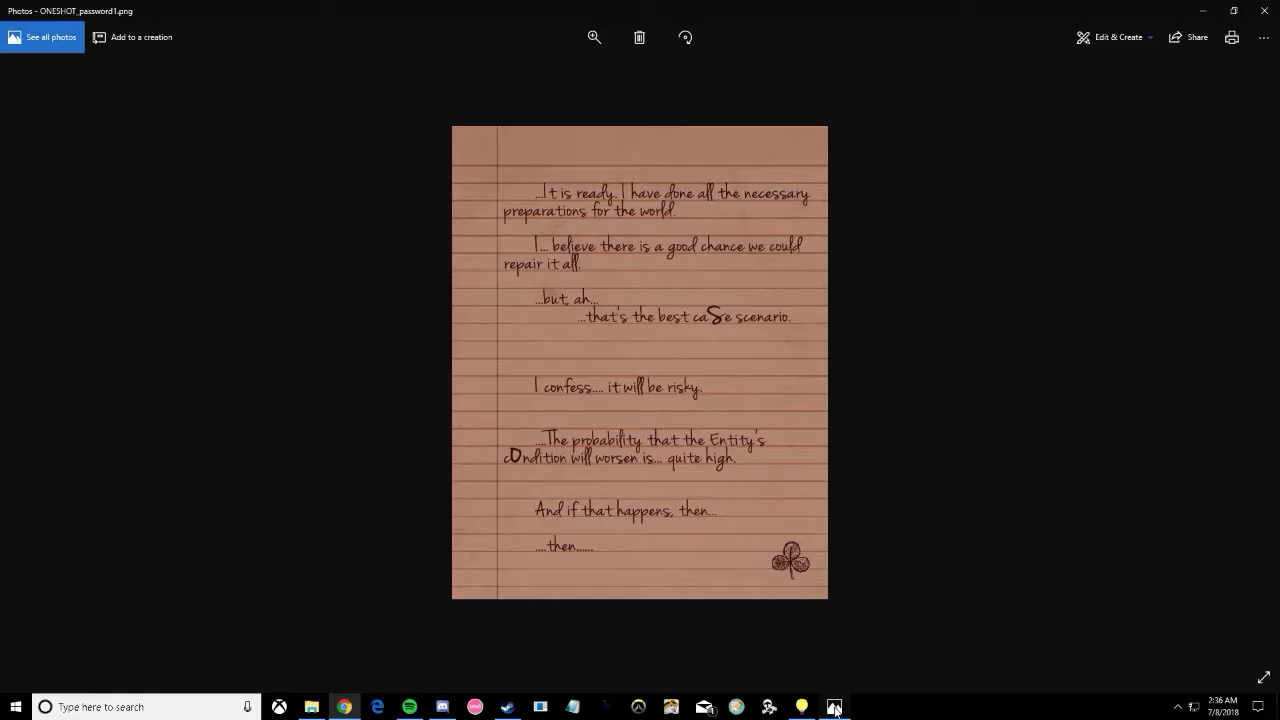 Photos - ONESHOT_password1.png
See all photos
Add to a creation
Edit & Create
Share
...It is ready. I have done all the necessary
preparations for the world.
I... believe there is a good chance we could
repair it all.
...but, ah...
...that's the best caSe scenario.
I confess.... it will be risky.
....The probability that the Entity's
cOndition will worsen is... quite high.
And if that happens, then...
....then......
Type here to search
2:36 AM
7/8/2018